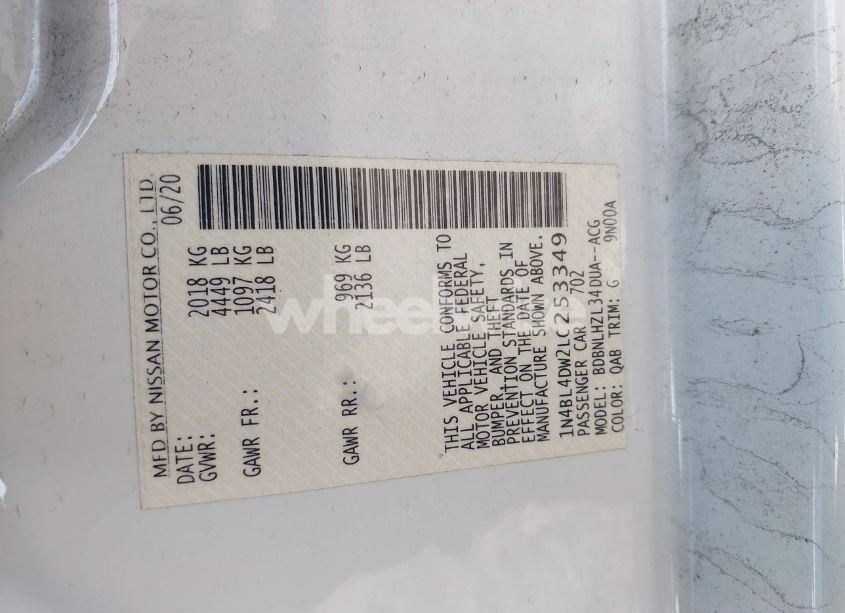 MFD BY NISSAN MOTOR CO., LTD.
DATE: 06/20
GVWR: 2018 KG
4449 LB
GAWR FR.: 1097 KG
2418 LB
GAWR RR.: 969 KG
2136 LB
THIS VEHICLE CONFORMS TO
ALL APPLICABLE FEDERAL
MOTOR VEHICLE SAFETY,
BUMPER, AND THEFT
PREVENTION STANDARDS IN
EFFECT ON THE DATE OF
MANUFACTURE SHOWN ABOVE.
1N4BL4DW2LC253349
PASSENGER CAR 702
MODEL: BDBNLHZL34DUA--ACG
COLOR: QAB TRIM: G 9N00A